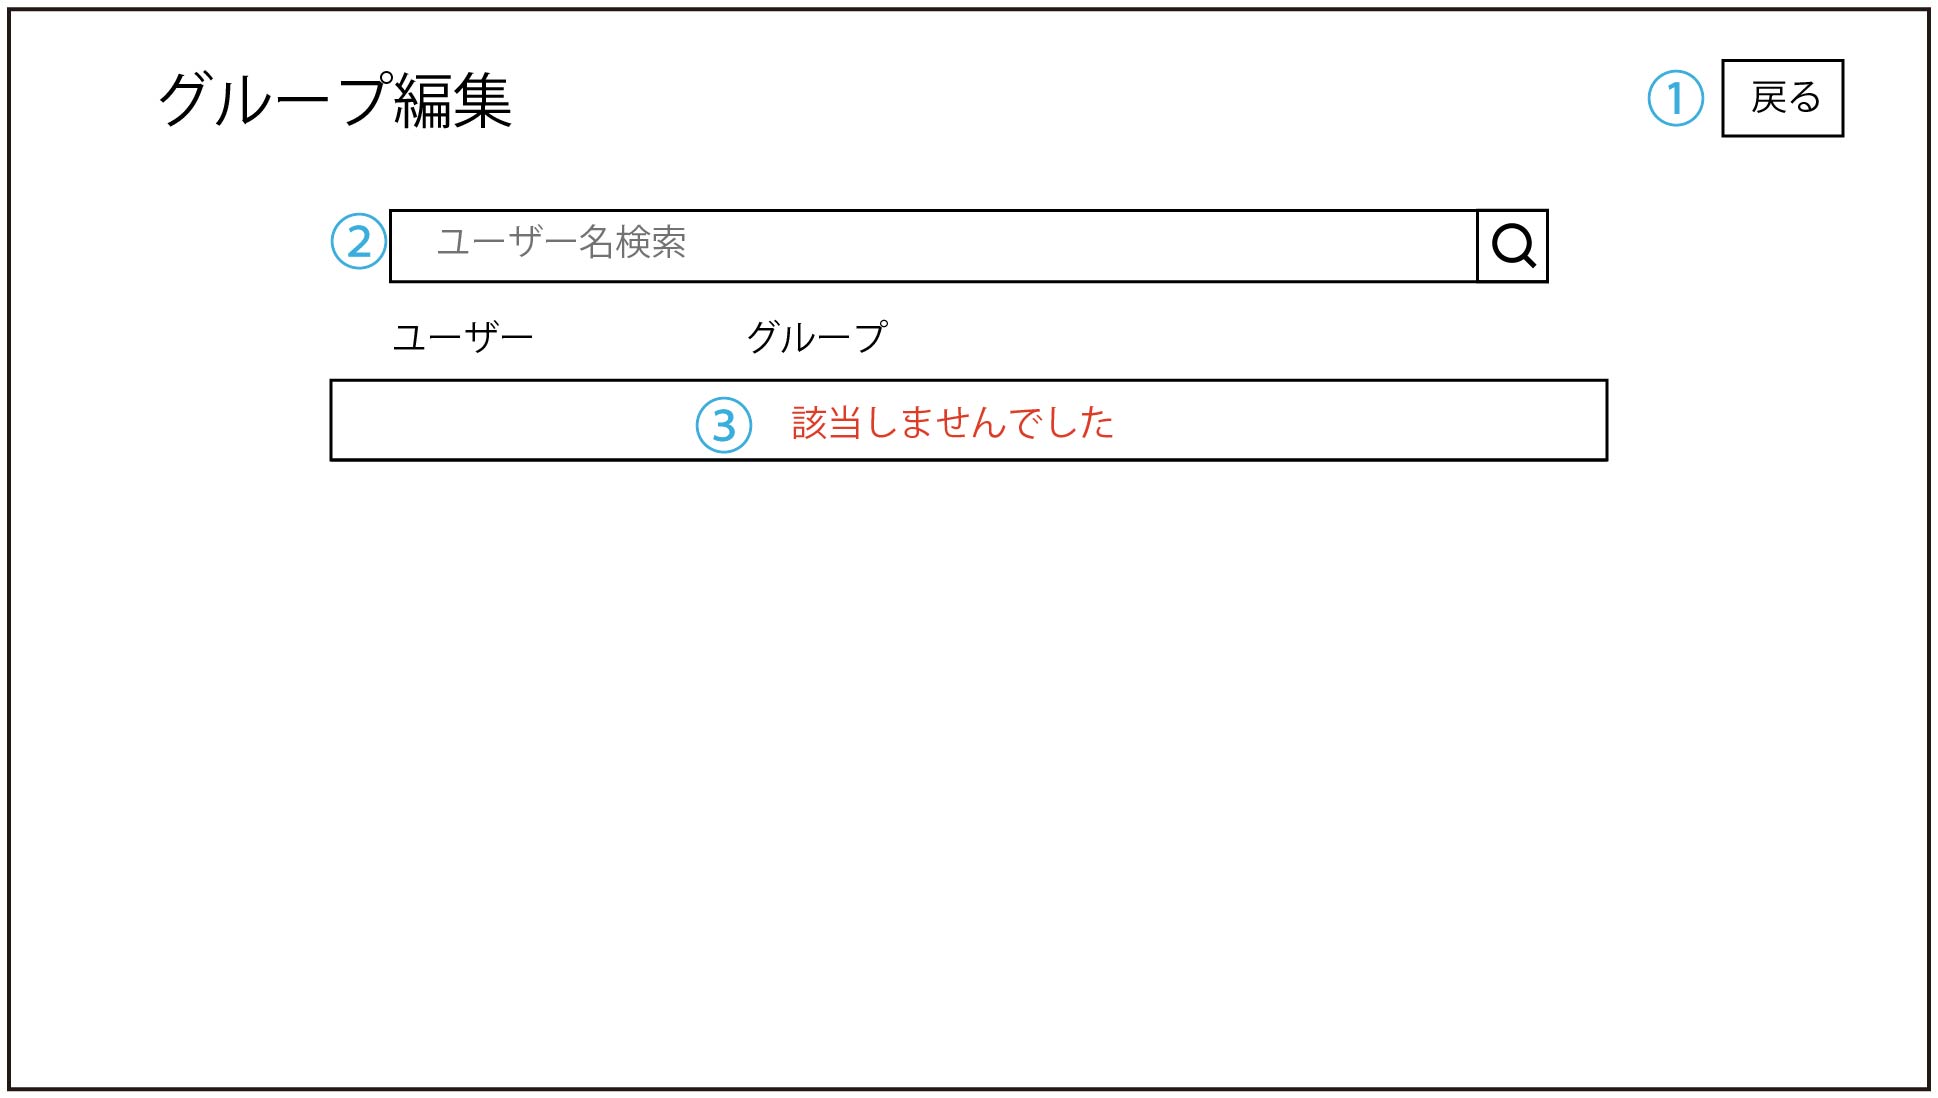 グループ編集
① 戻る
② ユーザー名検索
ユーザー グループ
③ 該当しませんでした